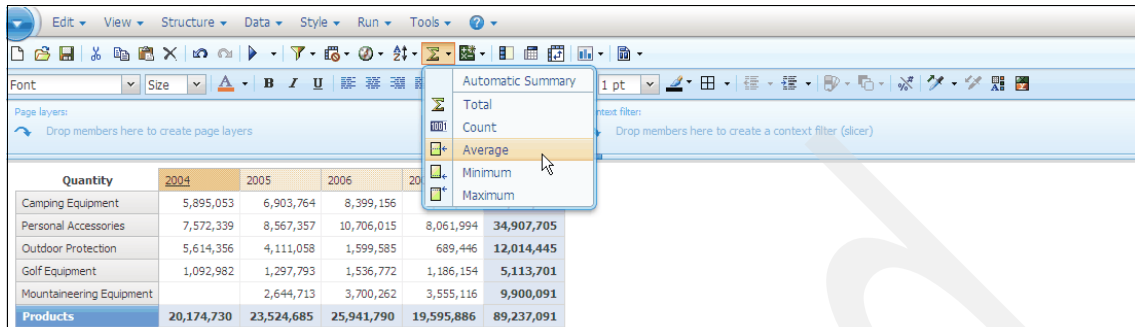 Edit View Structure Data Style Run Tools
Font Size B I U 1 pt
Automatic Summary
Total
Count
Average
Minimum
Maximum
Page layers:
Drop members here to create page layers
ntext filter:
Drop members here to create a context filter (slicer)
Quantity 2004 2005 2006 20
Camping Equipment 5,895,053 6,903,764 8,399,156
Personal Accessories 7,572,339 8,567,357 10,706,015 8,061,994 34,907,705
Outdoor Protection 5,614,356 4,111,058 1,599,585 689,446 12,014,445
Golf Equipment 1,092,982 1,297,793 1,536,772 1,186,154 5,113,701
Mountaineering Equipment 2,644,713 3,700,262 3,555,116 9,900,091
Products 20,174,730 23,524,685 25,941,790 19,595,886 89,237,091